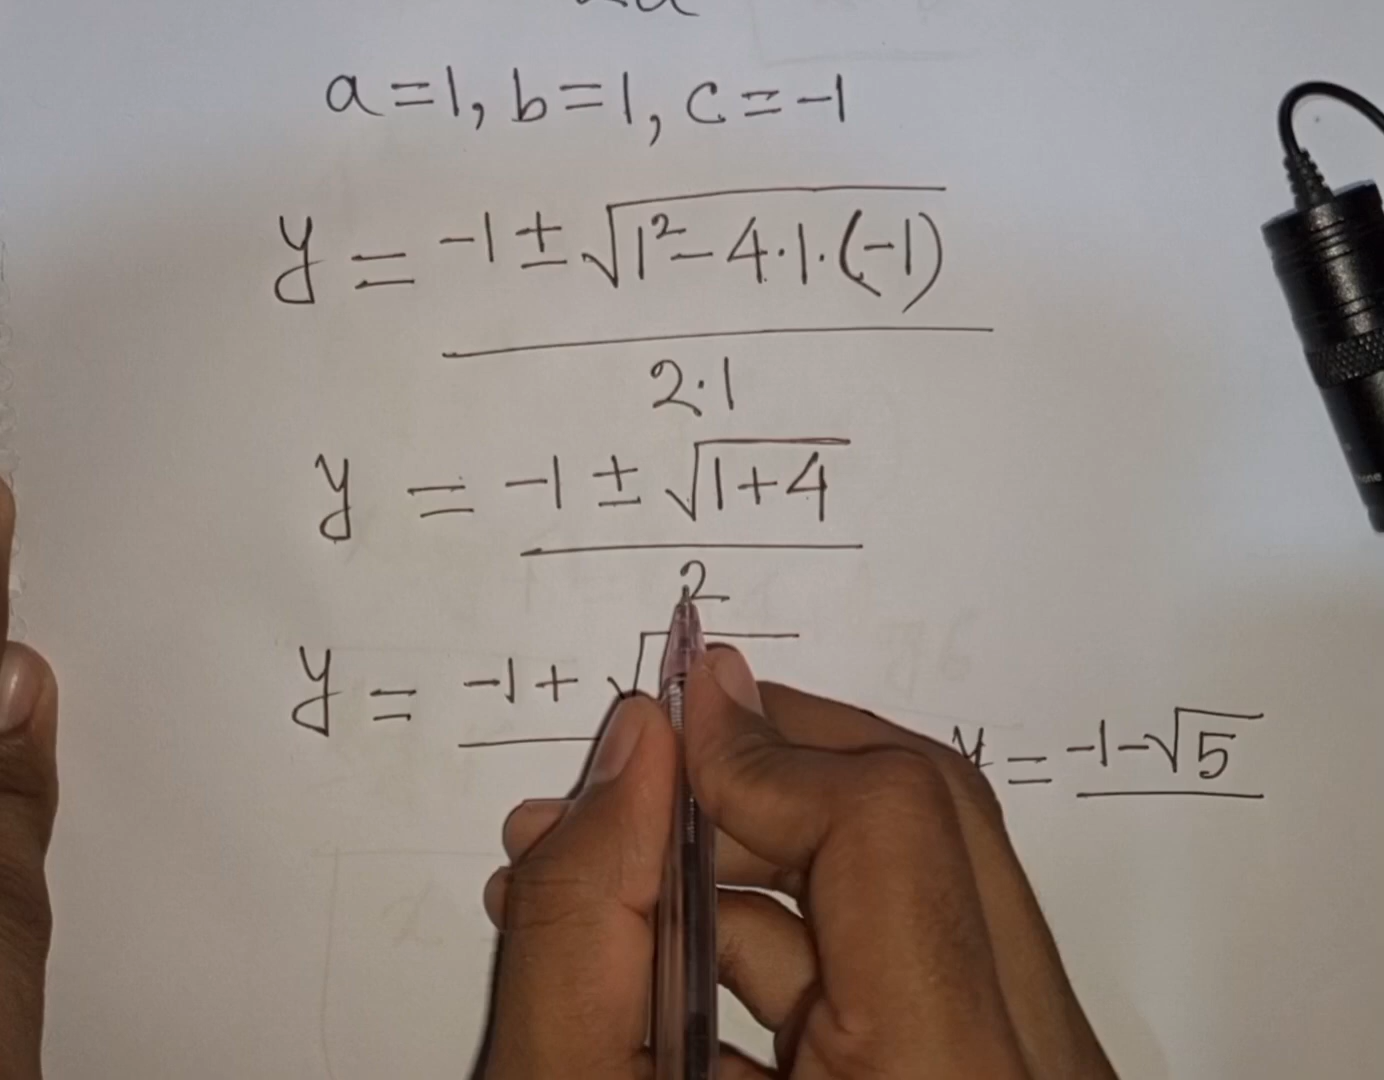 a=1, b=1, c=-1
y = -1 ± √1²-4·1·(-1)
2·1
y = -1 ± √1+4
2
y = -1+ √
y = -1-√5